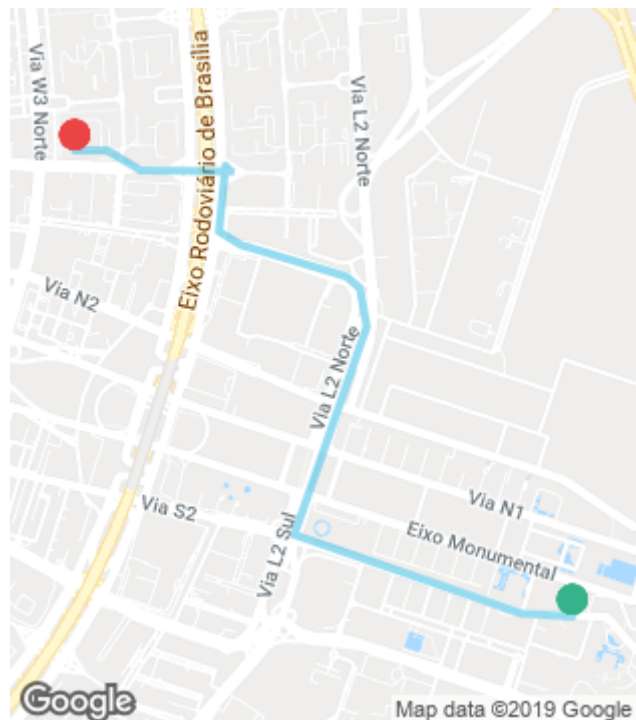 Via W3 Norte
Eixo Rodoviário de Brasília
Via L2 Norte
Via N2
Via L2 Norte
Via S2
Via L2 Sul
Via N1
Eixo Monumental
Google
Map data ©2019 Google